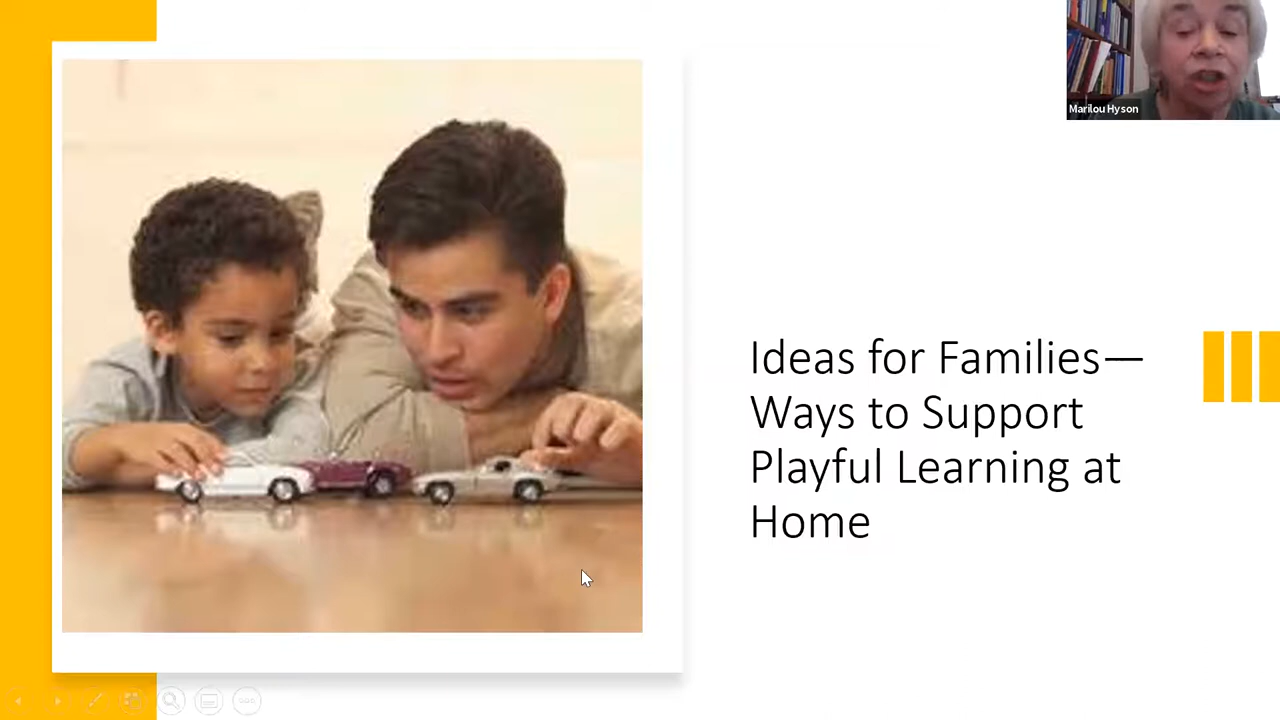 Marilou Hyson
Ideas for Families—
Ways to Support
Playful Learning at
Home